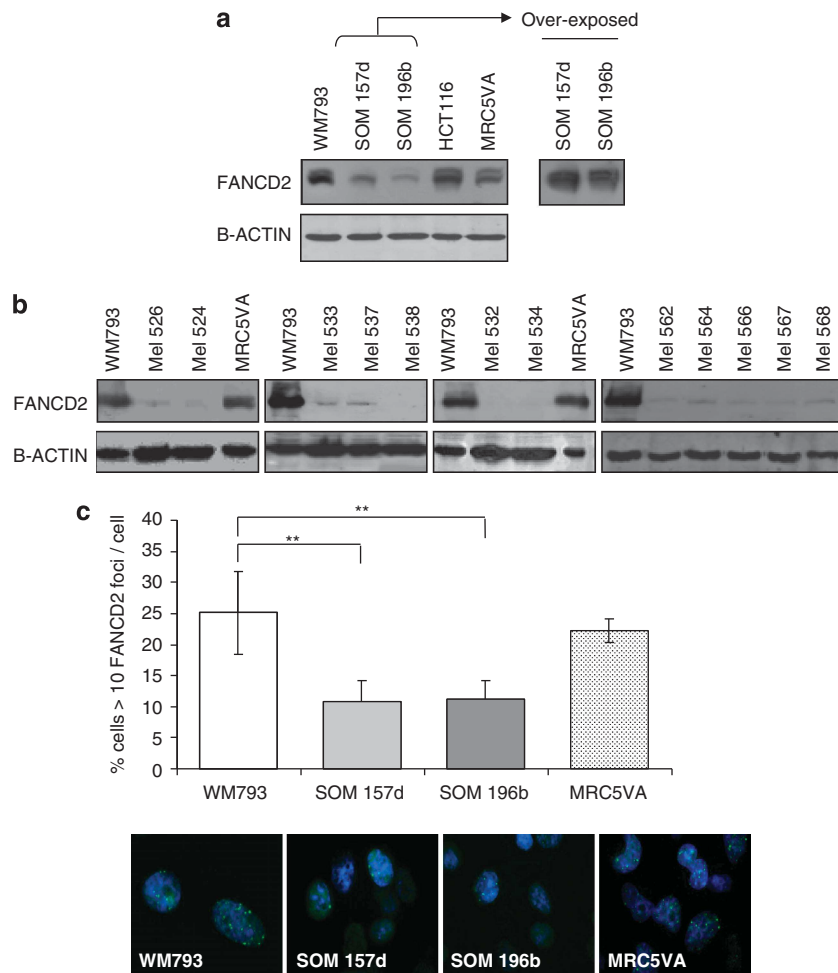 a
Over-exposed
WM793
SOM 157d
SOM 196b
HCT116
MRC5VA
SOM 157d
SOM 196b
FANCD2
B-ACTIN
b
WM793
Mel 526
Mel 524
MRC5VA
WM793
Mel 533
Mel 537
Mel 538
WM793
Mel 532
Mel 534
MRC5VA
WM793
Mel 562
Mel 564
Mel 566
Mel 567
Mel 568
FANCD2
B-ACTIN
c
% cells > 10 FANCD2 foci / cell
40
35
30
25
20
15
10
5
0
**
**
WM793
SOM 157d
SOM 196b
MRC5VA
WM793
SOM 157d
SOM 196b
MRC5VA